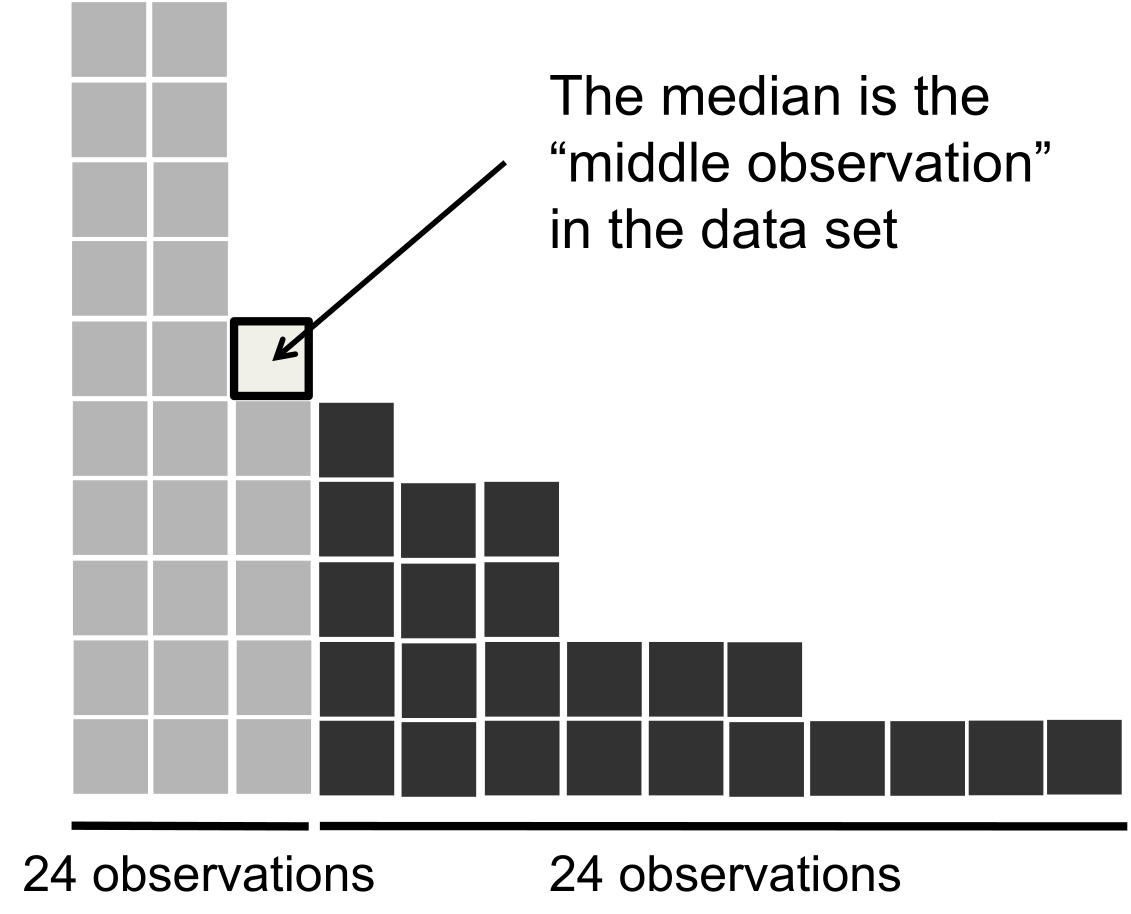 The median is the
“middle observation”
in the data set
24 observations
24 observations